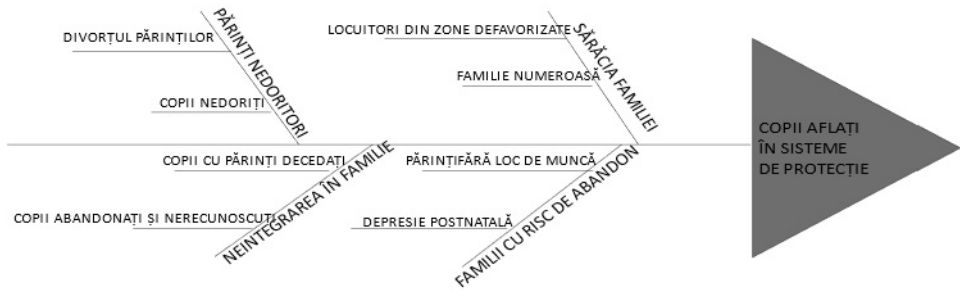 DIVORȚUL PĂRINȚILOR
COPII NEDORIȚI
PĂRINȚI NEDORITORI
LOCUITORI DIN ZONE DEFAVORIZATE
FAMILIE NUMEROASĂ
SĂRĂCIA FAMILIEI
COPII CU PĂRINȚI DECEDAȚI
COPII ABANDONAȚI ȘI NERECUNOSCUȚI
NEINTEGRAREA ÎN FAMILIE
PĂRINȚIFĂRĂ LOC DE MUNCĂ
DEPRESIE POSTNATALĂ
FAMILII CU RISC DE ABANDON
COPII AFLAȚI
ÎN SISTEME
DE PROTECȚIE